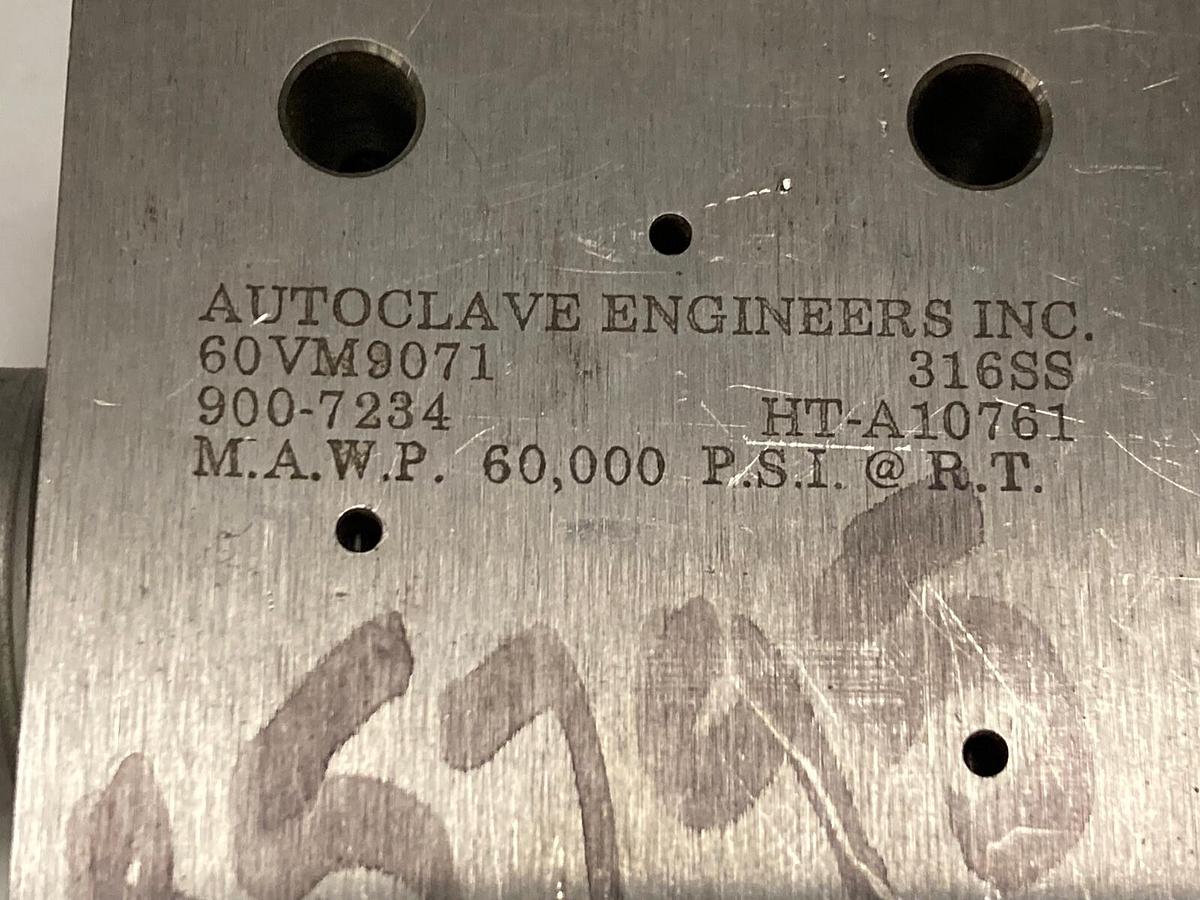 AUTOCLAVE ENGINEERS INC.
60VM9071 316SS
900-7234 HT-A10761
M.A.W.P. 60,000 P.S.I. @ R.T.